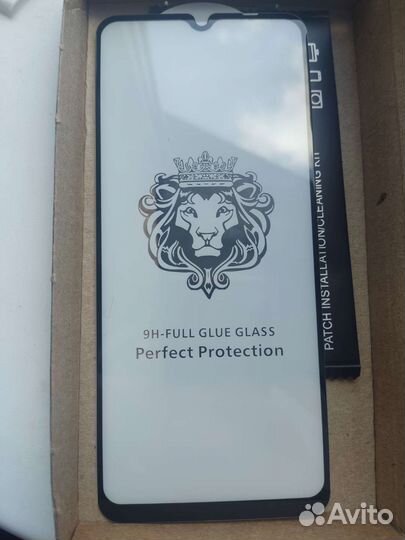 9H-FULL GLUE GLASS
Perfect Protection
PATCH INSTALLATION/CLEANING KIT
Avito